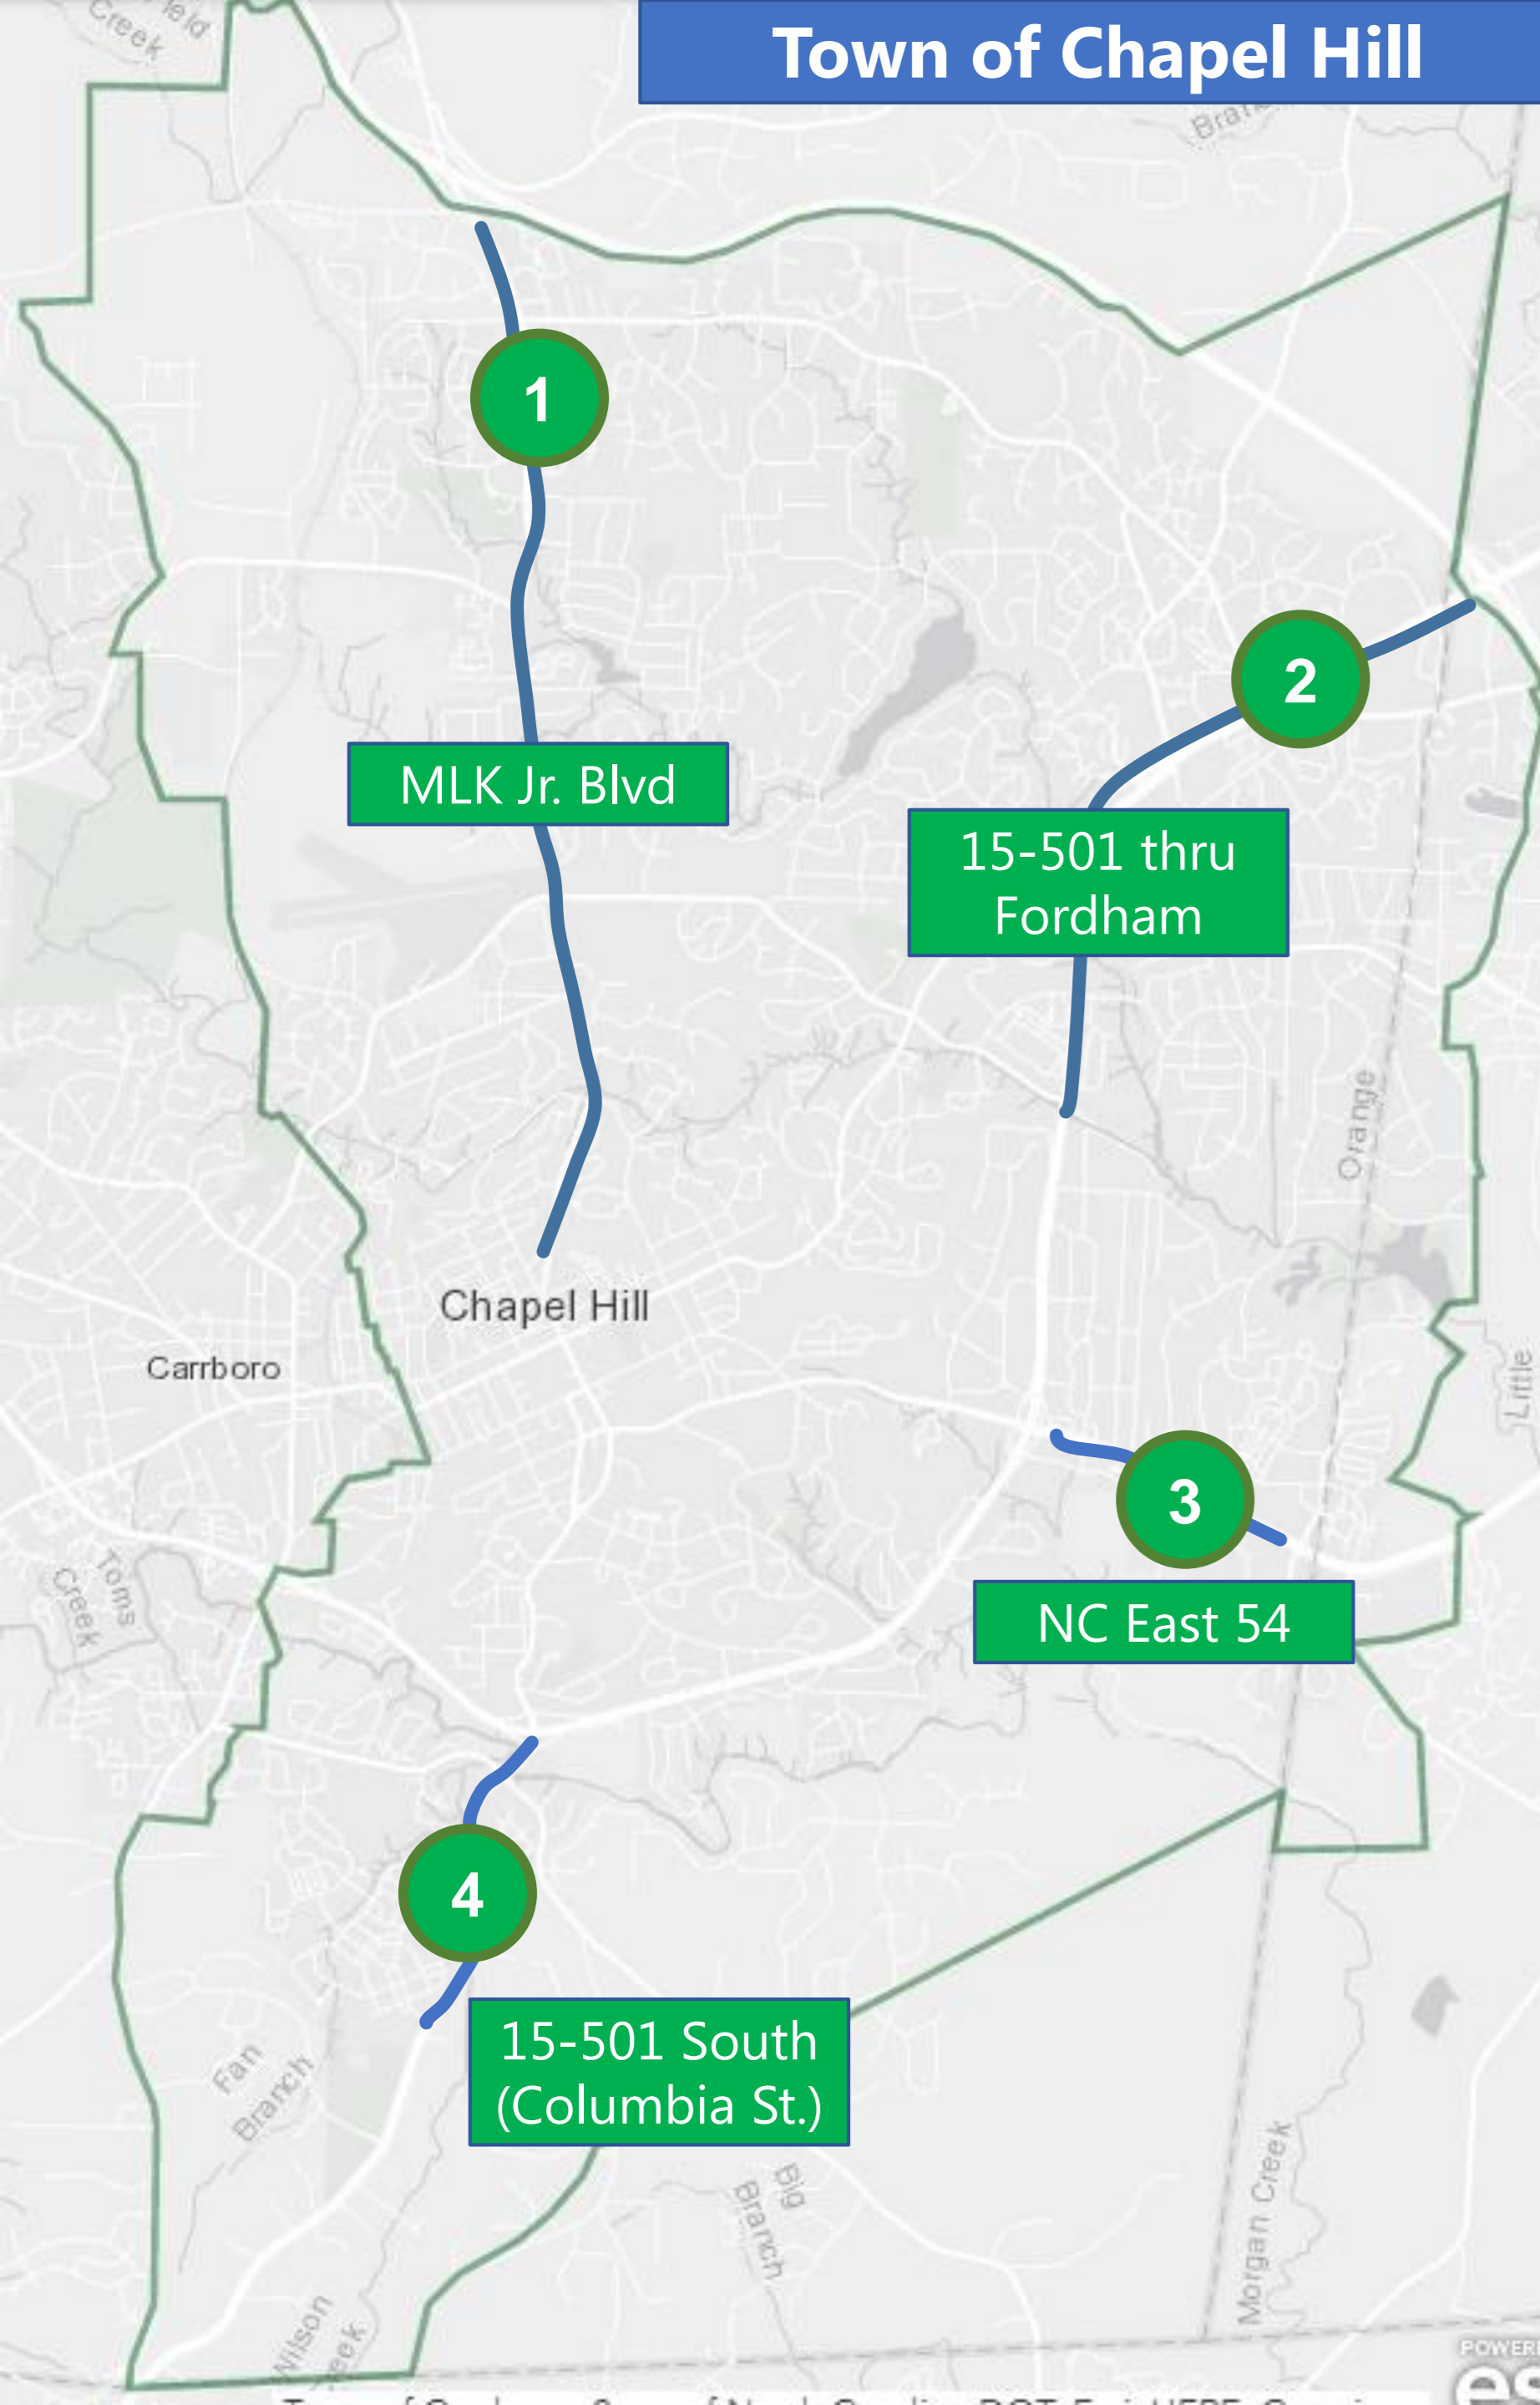 Town of Chapel Hill
Creek
1
2
MLK Jr. Blvd
15-501 thru
Fordham
Orange
Chapel Hill
Carrboro
Little
3
NC East 54
Toms
Creek
4
15-501 South
(Columbia St.)
Fan
Branch
Big
Branch
Morgan Creek
Wilson
POWER